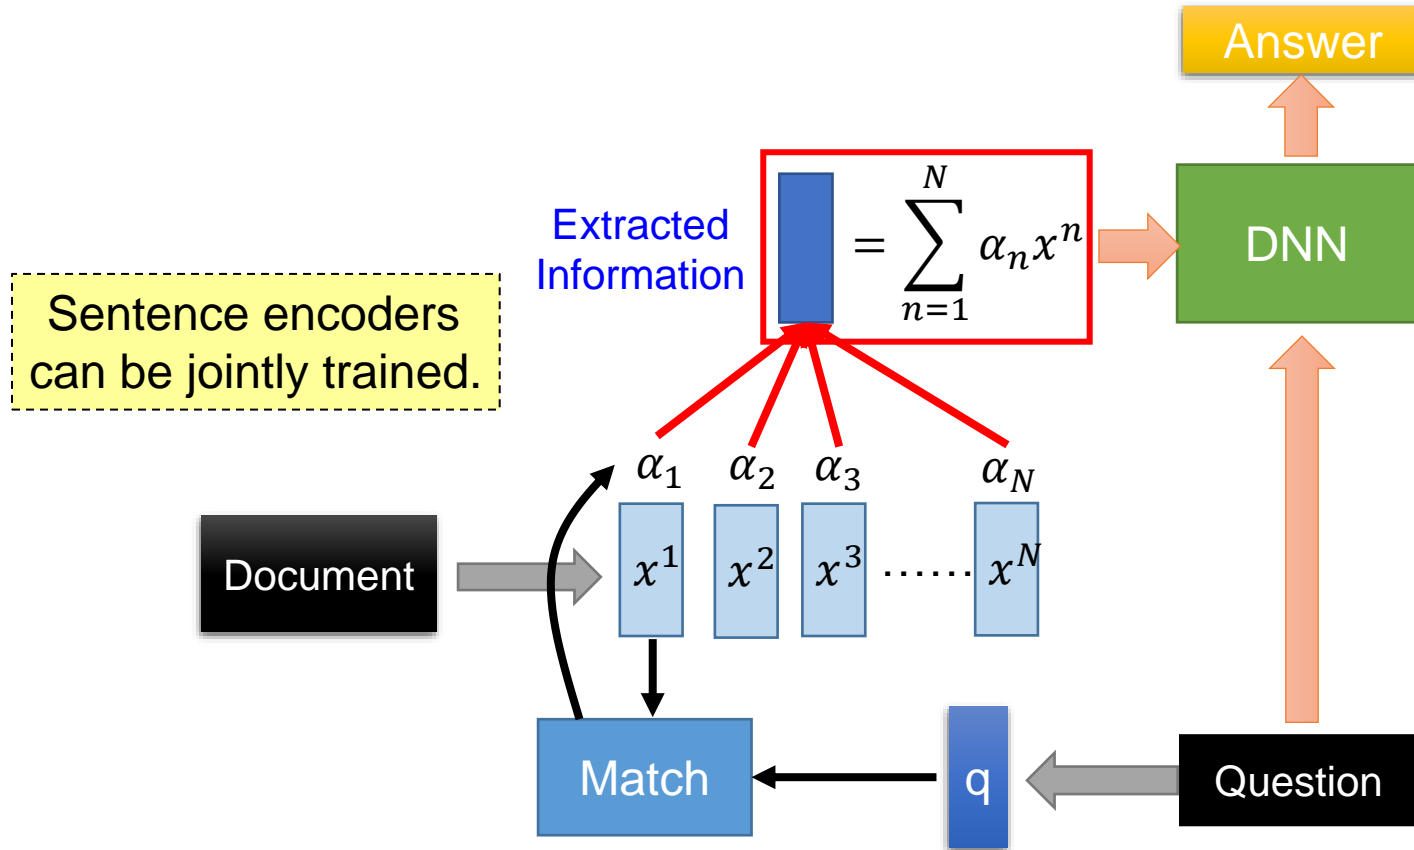 Answer
Extracted
Information
= \sum_{n=1}^{N} α_n x^n
DNN
Sentence encoders
can be jointly trained.
α_1 α_2 α_3 α_N
Document
x^1 x^2 x^3 ...... x^N
Match
q
Question